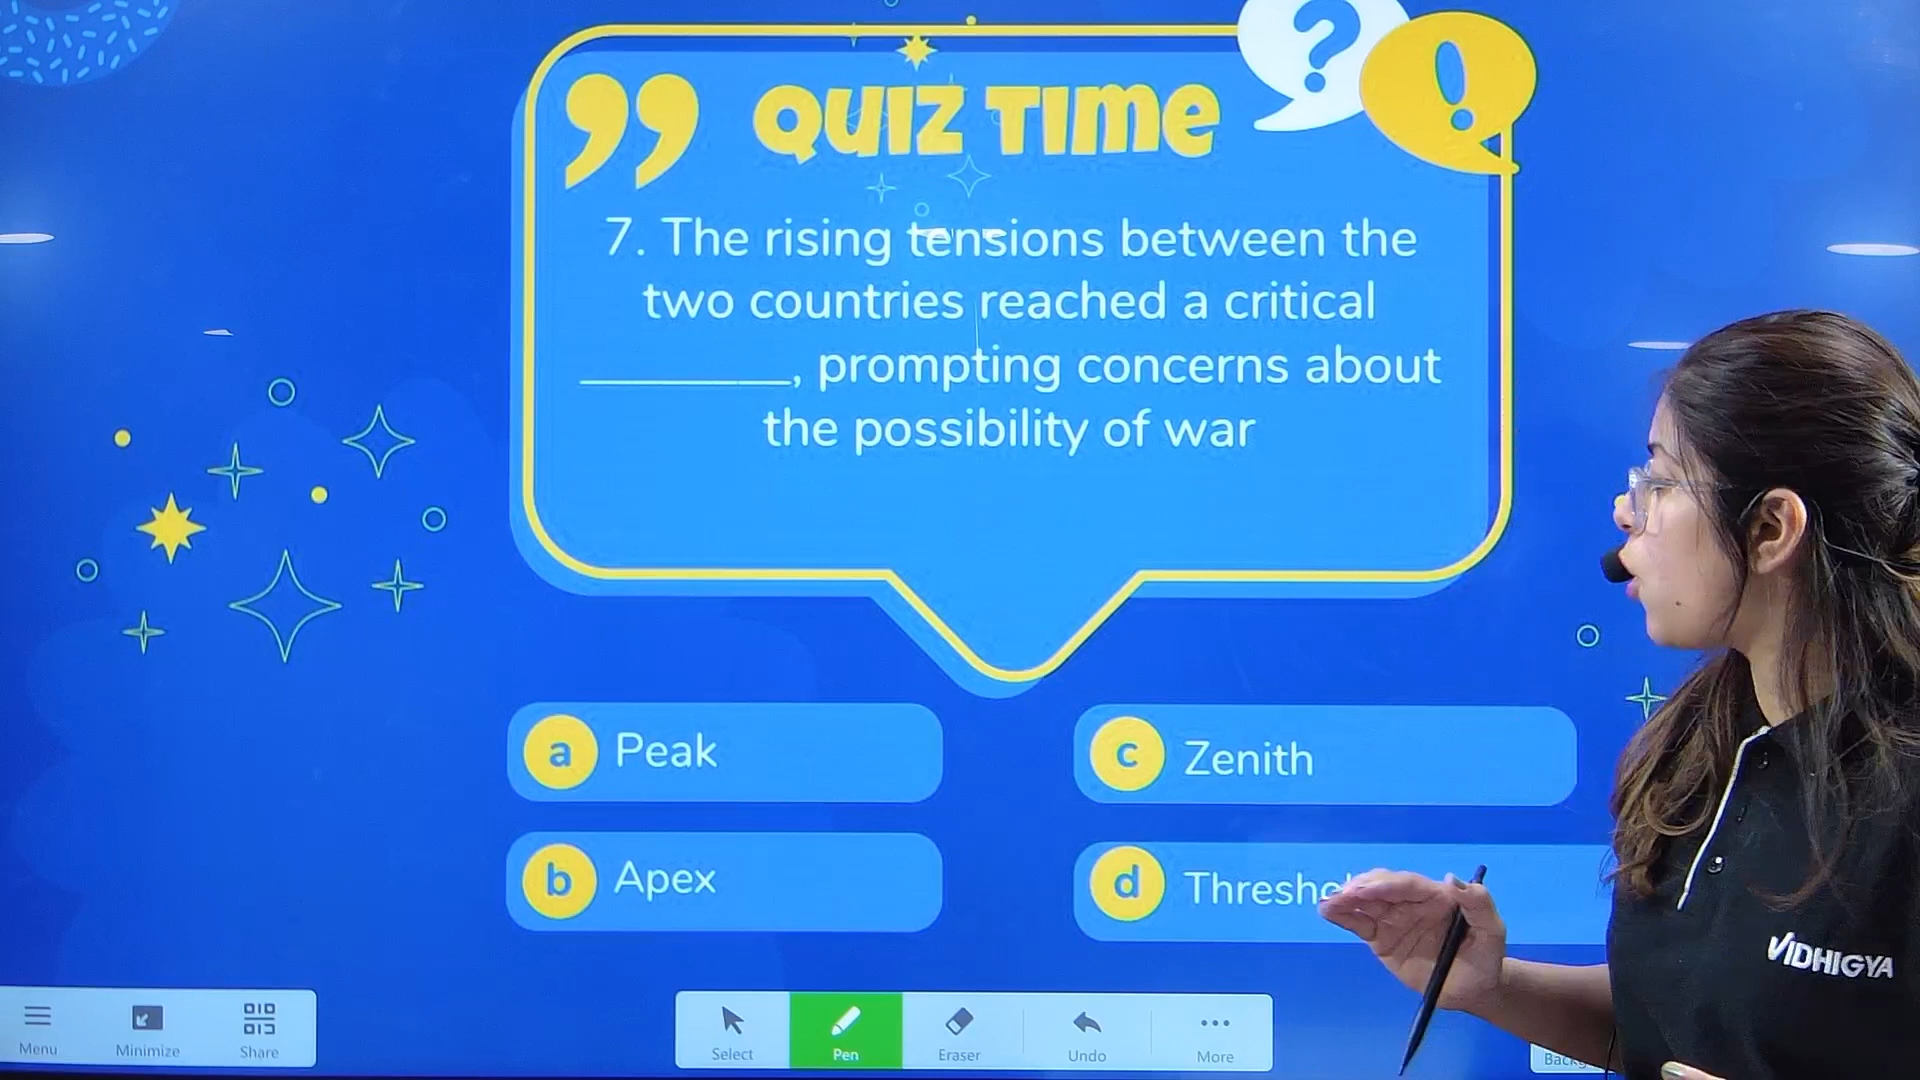 QUIZ TIME
7. The rising tensions between the
two countries reached a critical
________, prompting concerns about
the possibility of war
a Peak
c Zenith
b Apex
d
VIDHIGYA
Menu
Minimize
Share
Select
Pen
Eraser
Undo
More